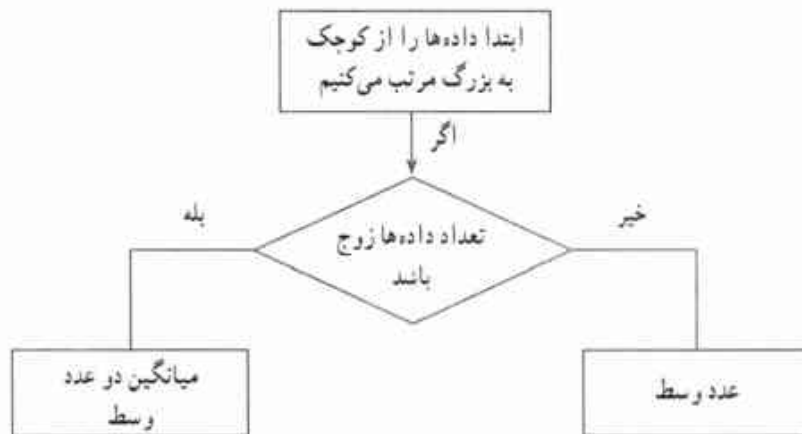 ابتدا داده‌ها را از کوچک
به بزرگ مرتب می‌کنیم
اگر
خیر
بله
تعداد داده‌ها زوج
باشد
عدد وسط
میانگین دو عدد
وسط